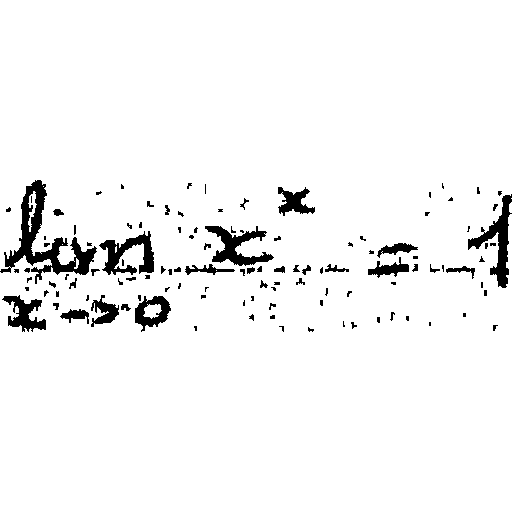 lim x^x = 1
x → 0